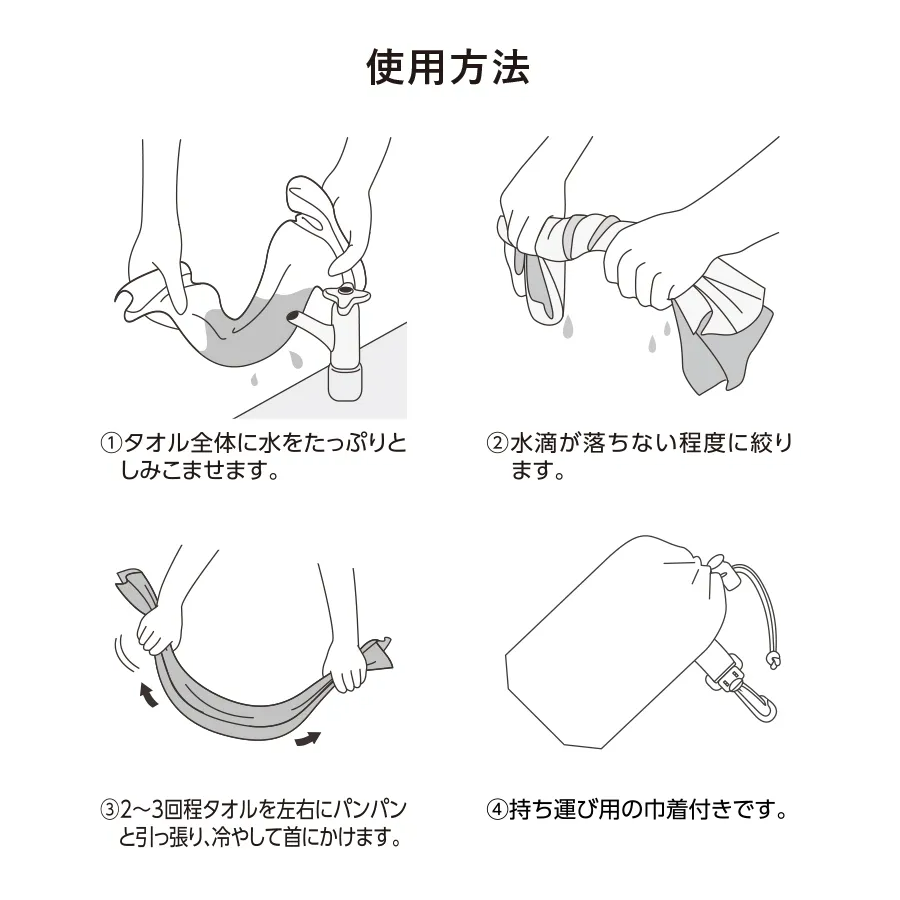 使用方法
①タオル全体に水をたっぷりと
しみこませます。
②水滴が落ちない程度に絞り
ます。
③2～3回程タオルを左右にパンパン
と引っ張り、冷やして首にかけます。
④持ち運び用の巾着付きです。